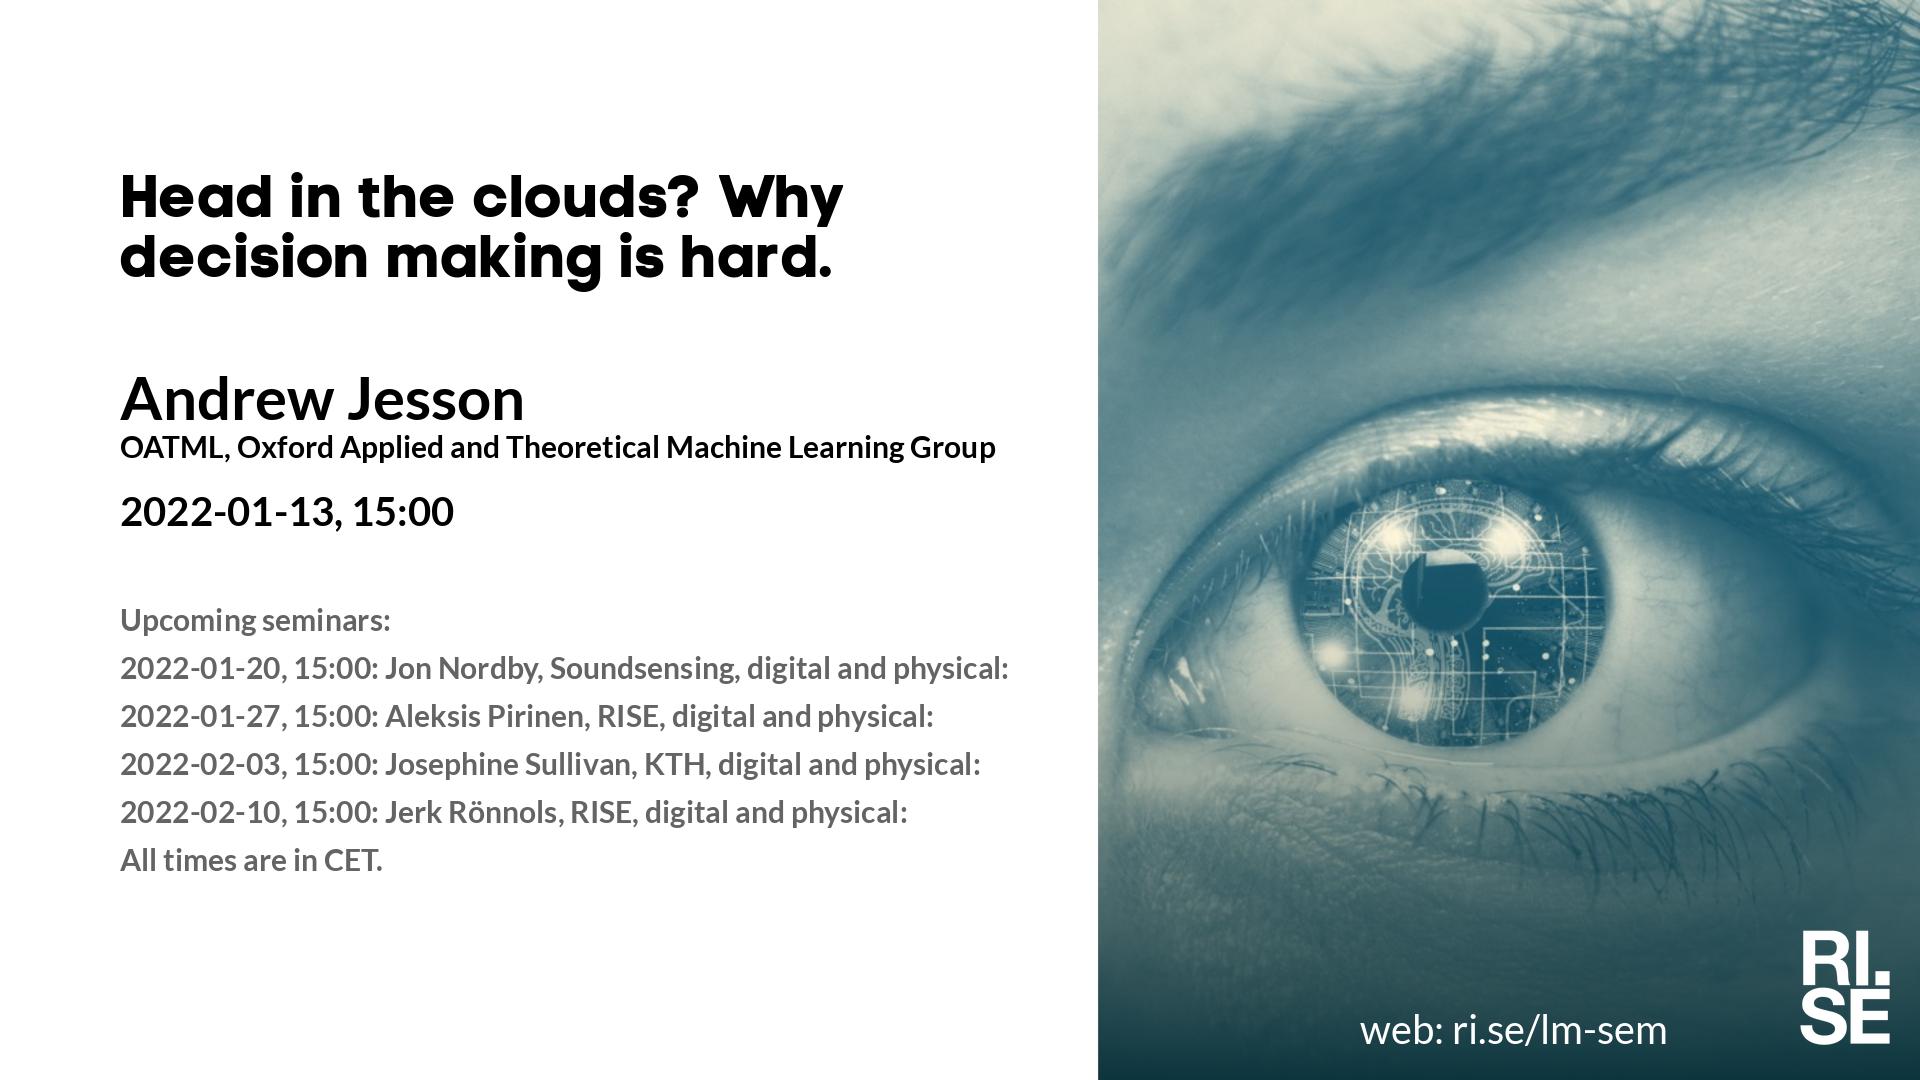 Head in the clouds? Why
decision making is hard.
Andrew Jesson
OATML, Oxford Applied and Theoretical Machine Learning Group
2022-01-13, 15:00
Upcoming seminars:
2022-01-20, 15:00: Jon Nordby, Soundsensing, digital and physical:
2022-01-27, 15:00: Aleksis Pirinen, RISE, digital and physical:
2022-02-03, 15:00: Josephine Sullivan, KTH, digital and physical:
2022-02-10, 15:00: Jerk Rönnols, RISE, digital and physical:
All times are in CET.
RI.
SE
web: ri.se/lm-sem